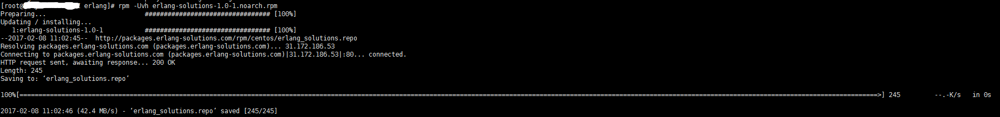 [root@ erlang]# rpm -Uvh erlang-solutions-1.0-1.noarch.rpm
Preparing...                          ################################# [100%]
Updating / installing...
   1:erlang-solutions-1.0-1           ################################# [100%]
--2017-02-08 11:02:45--  http://packages.erlang-solutions.com/rpm/centos/erlang_solutions.repo
Resolving packages.erlang-solutions.com (packages.erlang-solutions.com)... 31.172.186.53
Connecting to packages.erlang-solutions.com (packages.erlang-solutions.com)|31.172.186.53|:80... connected.
HTTP request sent, awaiting response... 200 OK
Length: 245
Saving to: ‘erlang_solutions.repo’
100%[=====================================================================================================================================================================================================================================>] 245         --.-K/s   in 0s
2017-02-08 11:02:46 (42.4 MB/s) - ‘erlang_solutions.repo’ saved [245/245]